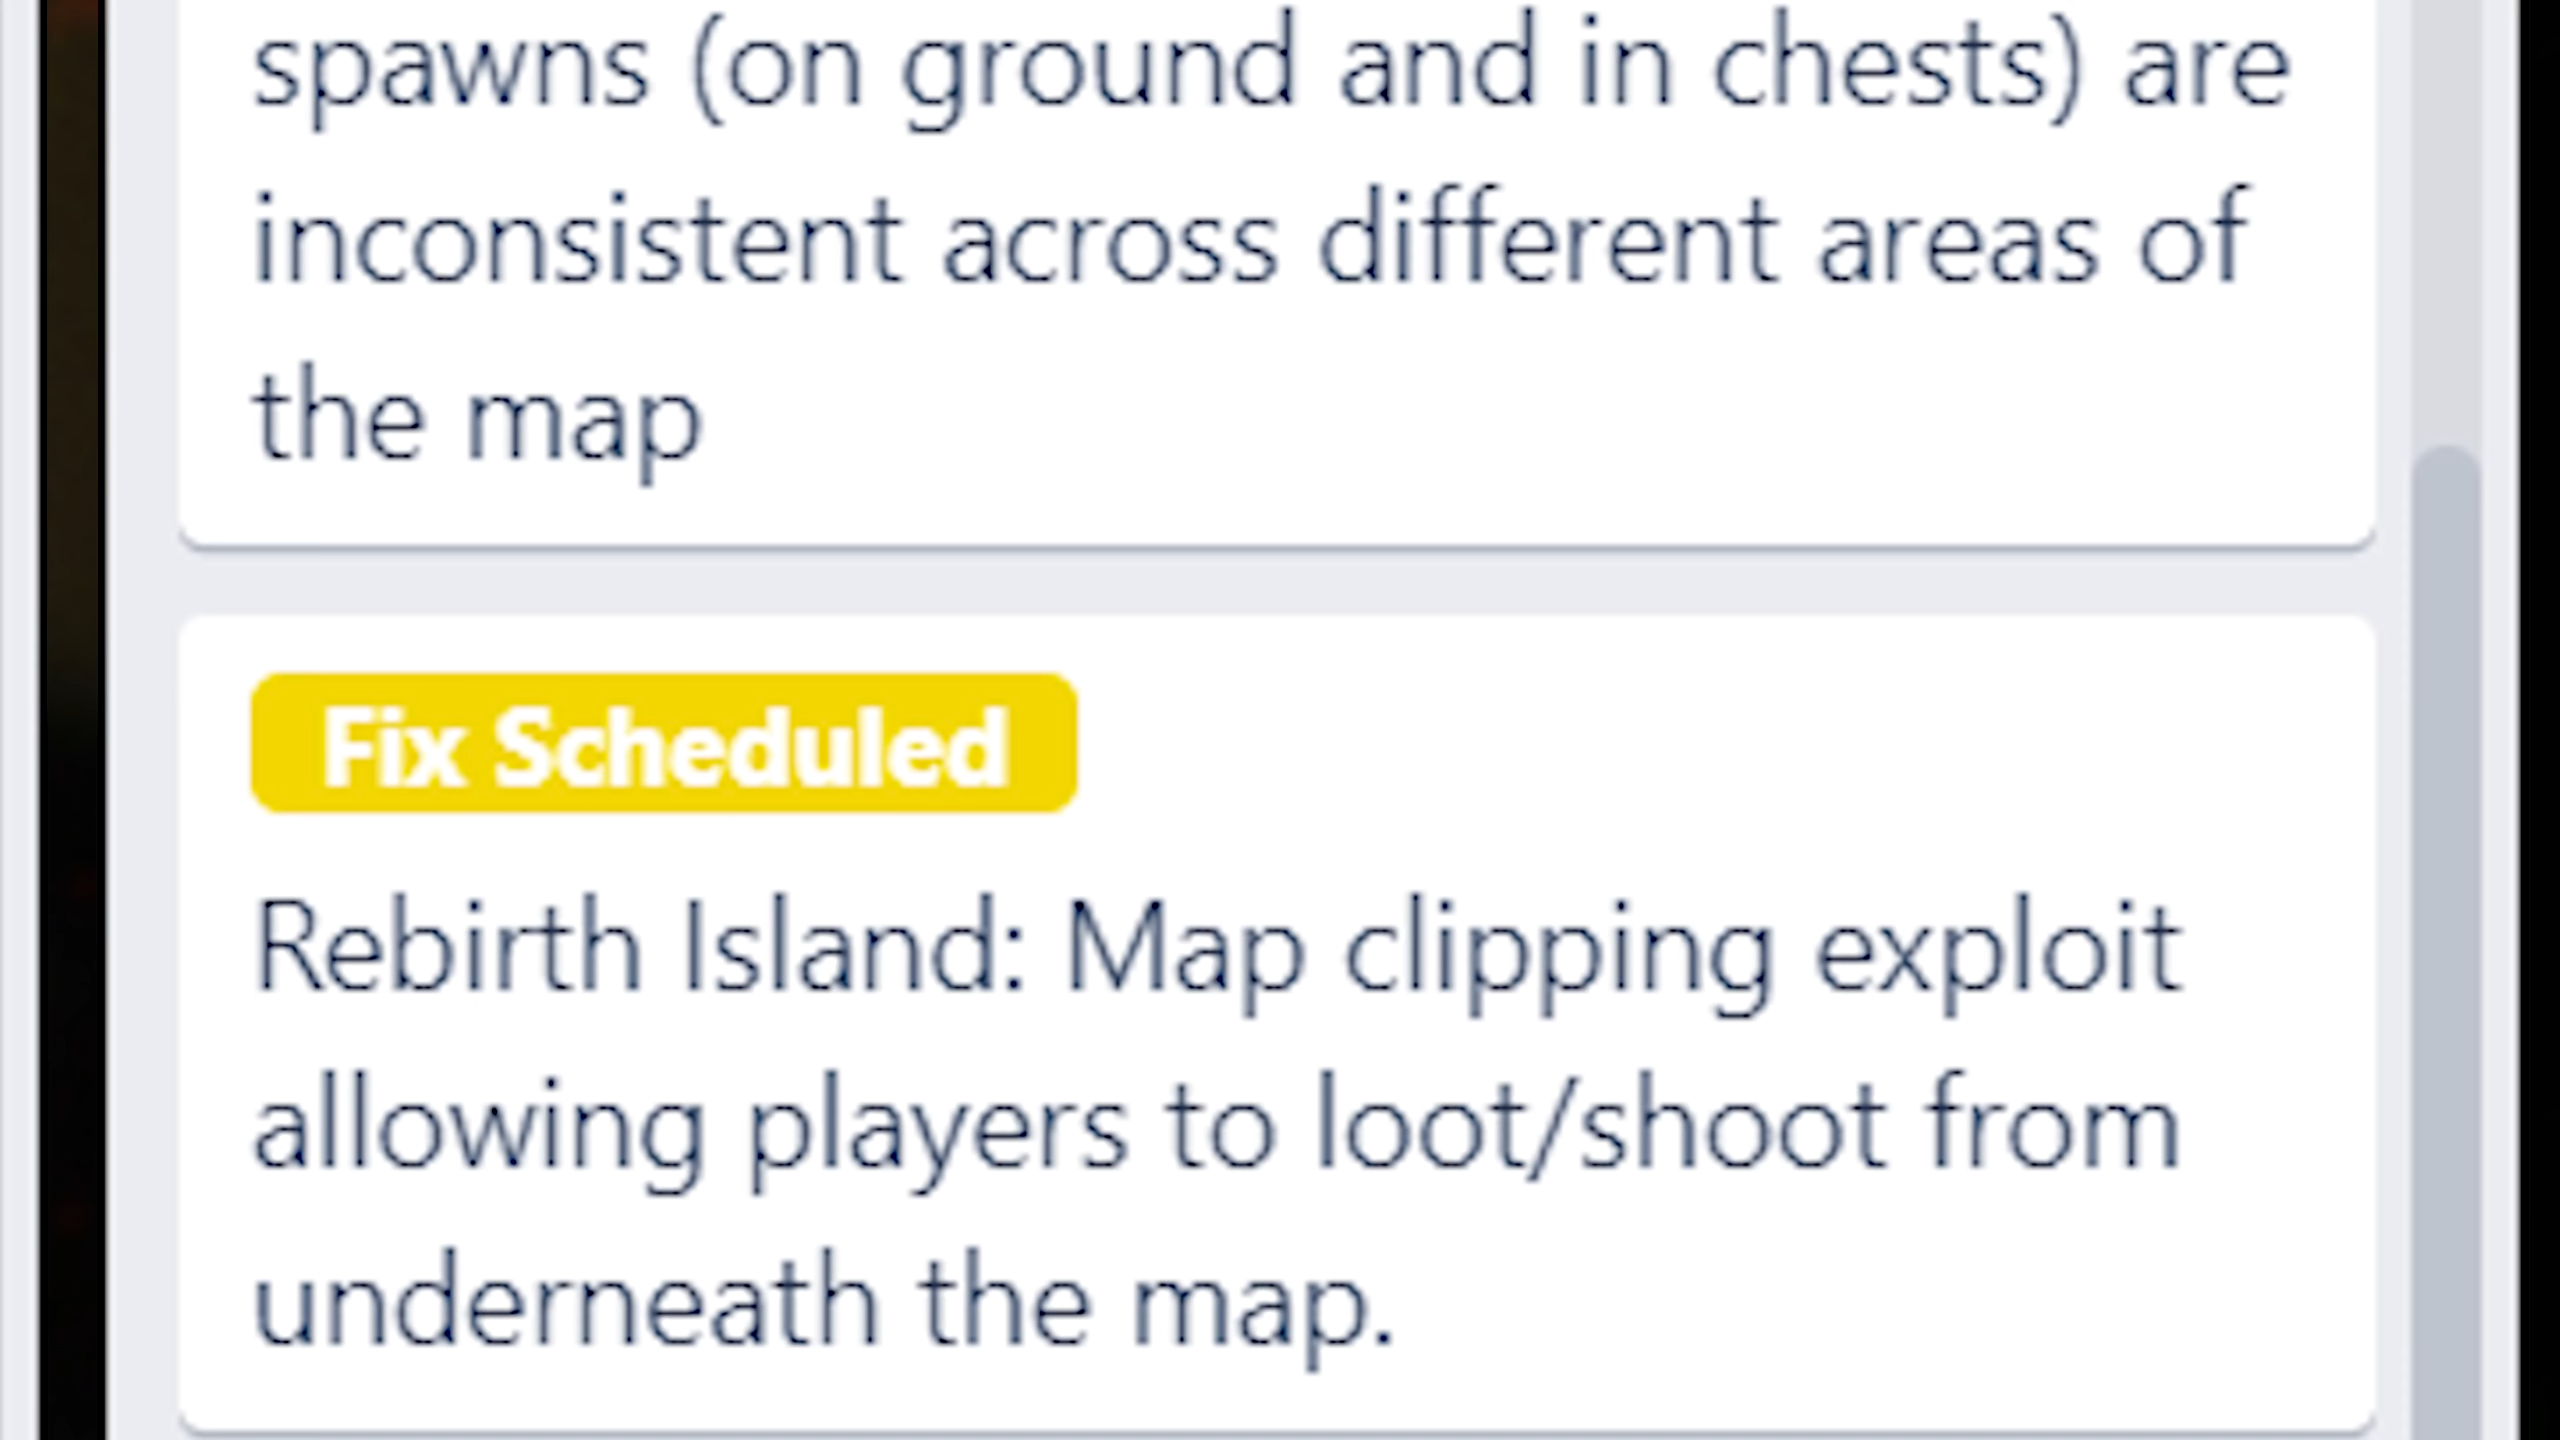 spawns (on ground and in chests) are
inconsistent across different areas of
the map
Fix Scheduled
Rebirth Island: Map clipping exploit
allowing players to loot/shoot from
underneath the map.